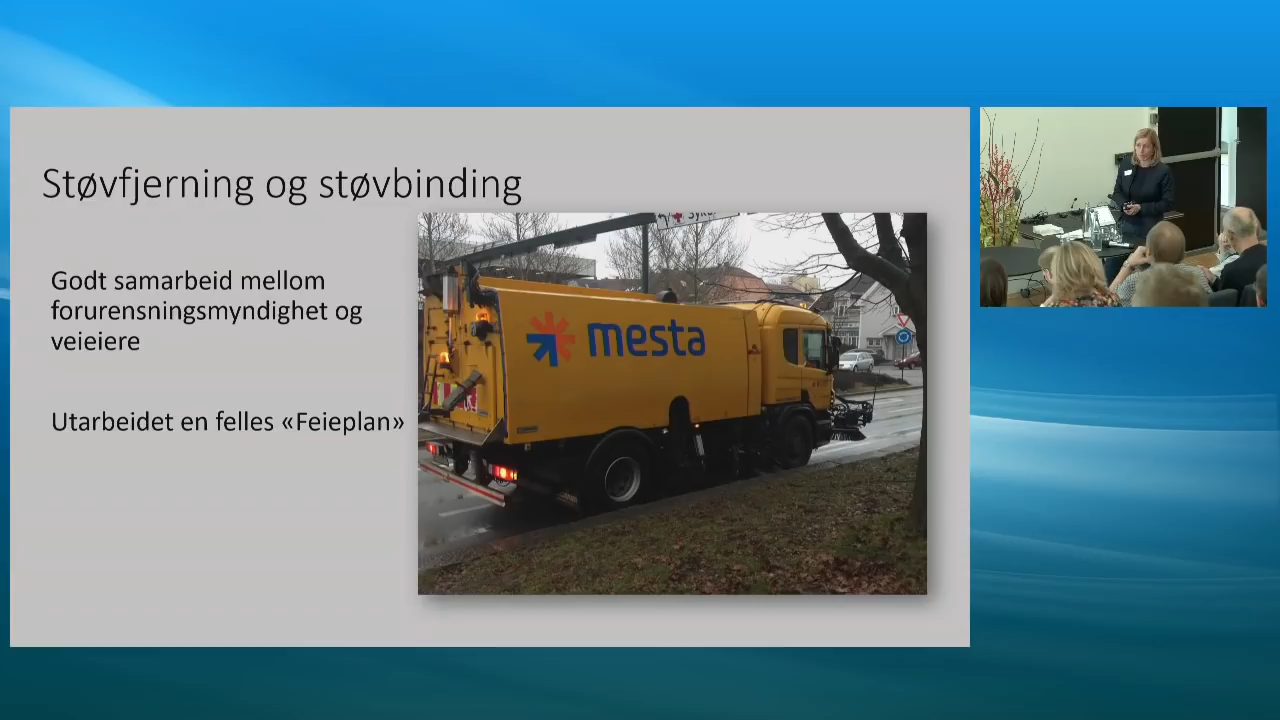 Støvfjerning og støvbinding
Godt samarbeid mellom
forurensningsmyndighet og
veieiere
Utarbeidet en felles «Feieplan»
mesta